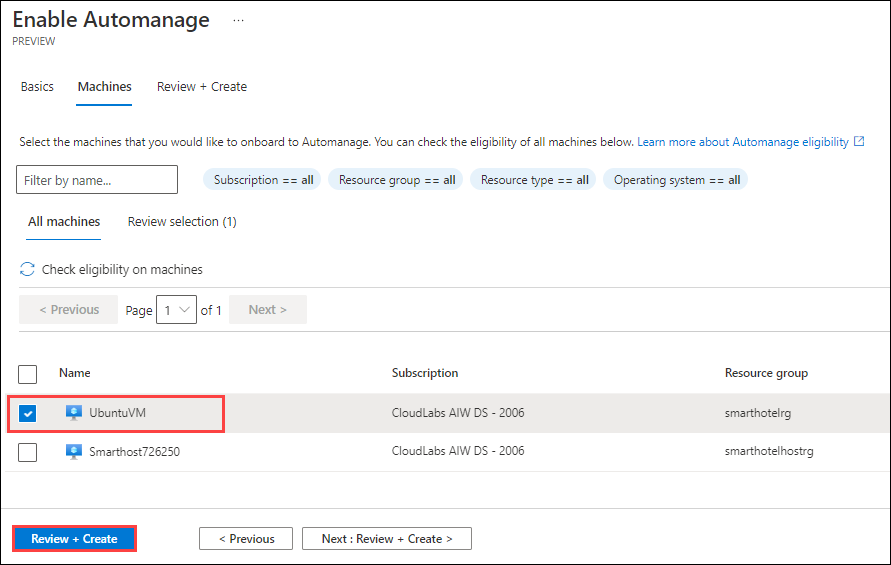 Enable Automanage ...
PREVIEW
Basics Machines Review + Create
Select the machines that you would like to onboard to Automanage. You can check the eligibility of all machines below. Learn more about Automanage eligibility
Filter by name... Subscription == all Resource group == all Resource type == all Operating system == all
All machines Review selection (1)
Check eligibility on machines
< Previous Page 1 of 1 Next >
Name Subscription Resource group
UbuntuVM CloudLabs AIW DS - 2006 smarthotelrg
Smarthost726250 CloudLabs AIW DS - 2006 smarthotelhostrg
Review + Create < Previous Next : Review + Create >